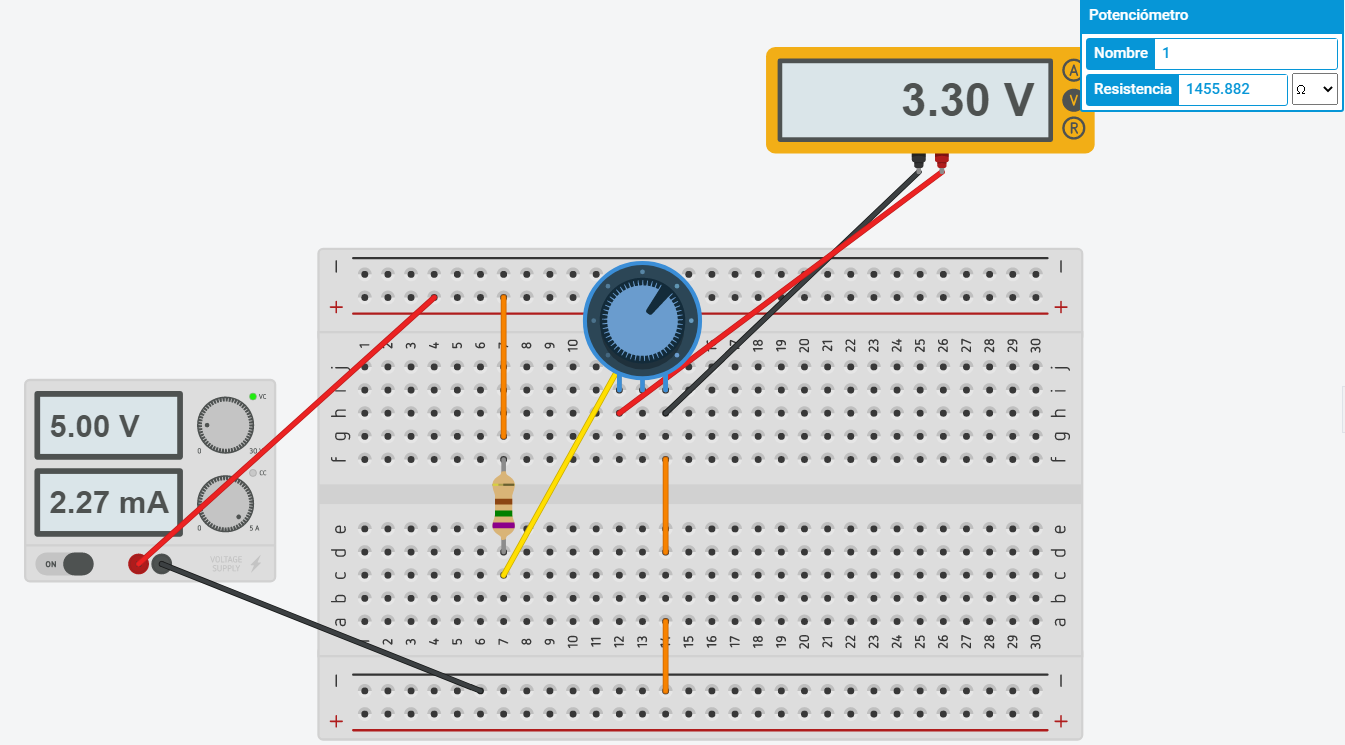 Potenciómetro
Nombre 1
Resistencia 1455.882 Ω
3.30 V
A
V
R
5.00 V
VC
0 30
2.27 mA
CC
0 5 A
ON
VOLTAGE
SUPPLY
+ +
1 2 3 4 5 6 7 8 9 10 16 17 18 19 20 21 22 23 24 25 26 27 28 29 30
j j
i i
h h
g g
f f
e e
d d
c c
b b
a a
1 2 3 4 5 6 7 8 9 10 11 12 13 14 15 16 17 18 19 20 21 22 23 24 25 26 27 28 29 30
+ +